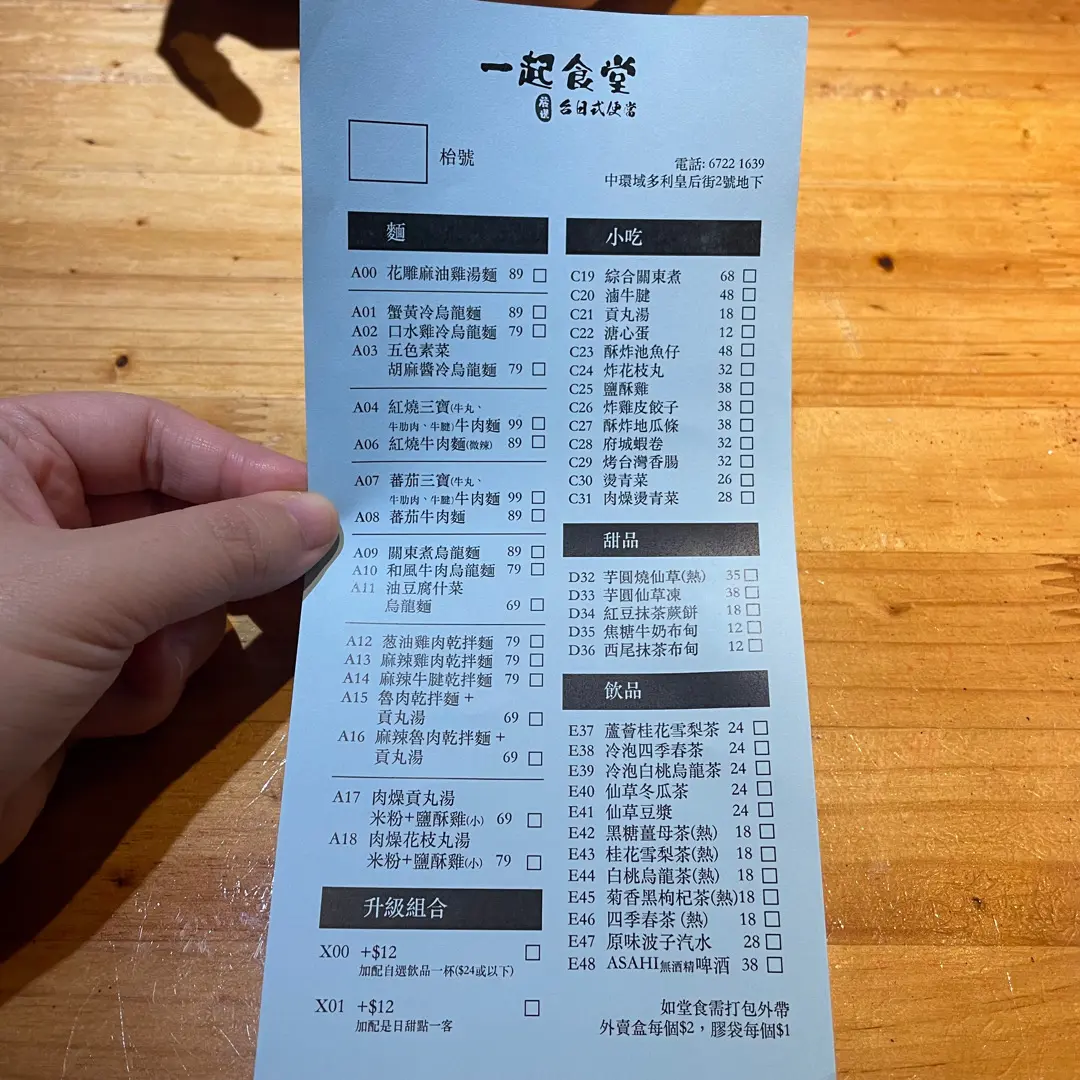 一起食堂
台日式便當
枱號
電話: 6722 1639
中環域多利皇后街2號地下
麵
A00 花雕麻油雞湯麵 89
A01 蟹黃冷烏龍麵 89
A02 口水雞冷烏龍麵 79
A03 五色素菜
胡麻醬冷烏龍麵 79
A04 紅燒三寶(牛丸、
牛肋肉、牛腱)牛肉麵 99
A06 紅燒牛肉麵(微辣) 89
A07 蕃茄三寶(牛丸、
牛肋肉、牛腱)牛肉麵 99
A08 蕃茄牛肉麵 89
A09 關東煮烏龍麵 89
A10 和風牛肉烏龍麵 79
A11 油豆腐什菜
烏龍麵 69
A12 葱油雞肉乾拌麵 79
A13 麻辣雞肉乾拌麵 79
A14 麻辣牛腱乾拌麵 79
A15 魯肉乾拌麵 +
貢丸湯 69
A16 麻辣魯肉乾拌麵 +
貢丸湯 69
A17 肉燥貢丸湯
米粉+鹽酥雞(小) 69
A18 肉燥花枝丸湯
米粉+鹽酥雞(小) 79
升級組合
X00 +$12
加配自選飲品一杯($24或以下)
X01 +$12
加配是日甜點一客
小吃
C19 綜合關東煮 68
C20 滷牛腱 48
C21 貢丸湯 18
C22 溏心蛋 12
C23 酥炸池魚仔 48
C24 炸花枝丸 32
C25 鹽酥雞 38
C26 炸雞皮餃子 38
C27 酥炸地瓜條 38
C28 府城蝦卷 32
C29 烤台灣香腸 32
C30 燙青菜 26
C31 肉燥燙青菜 28
甜品
D32 芋圓燒仙草(熱) 35
D33 芋圓仙草凍 38
D34 紅豆抹茶蕨餅 18
D35 焦糖牛奶布甸 12
D36 西尾抹茶布甸 12
飲品
E37 蘆薈桂花雪梨茶 24
E38 冷泡四季春茶 24
E39 冷泡白桃烏龍茶 24
E40 仙草冬瓜茶 24
E41 仙草豆漿 24
E42 黑糖薑母茶(熱) 18
E43 桂花雪梨茶(熱) 18
E44 白桃烏龍茶(熱) 18
E45 菊香黑枸杞茶(熱)18
E46 四季春茶 (熱) 18
E47 原味波子汽水 28
E48 ASAHI無酒精啤酒 38
如堂食需打包外帶
外賣盒每個$2，膠袋每個$1